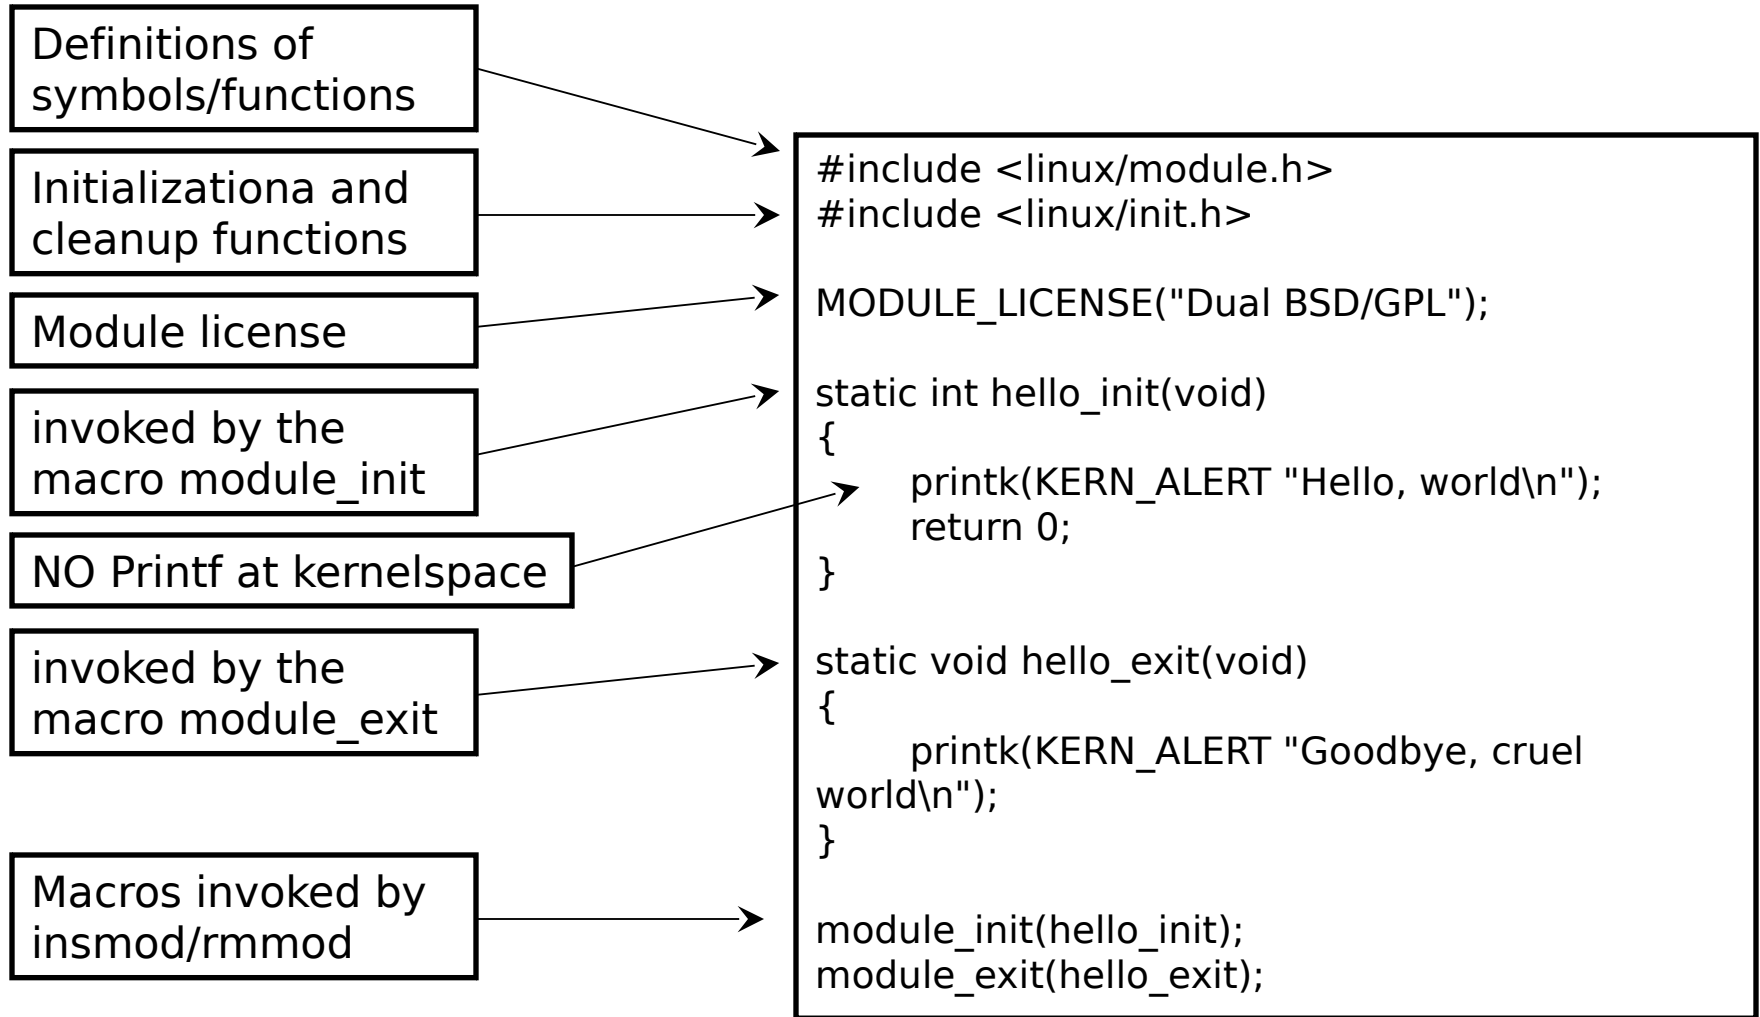 Definitions of
symbols/functions
Initializationa and
cleanup functions
Module license
invoked by the
macro module_init
NO Printf at kernelspace
invoked by the
macro module_exit
Macros invoked by
insmod/rmmod
#include <linux/module.h>
#include <linux/init.h>
MODULE_LICENSE("Dual BSD/GPL");
static int hello_init(void)
{
printk(KERN_ALERT "Hello, world\n");
return 0;
}
static void hello_exit(void)
{
printk(KERN_ALERT "Goodbye, cruel
world\n");
}
module_init(hello_init);
module_exit(hello_exit);